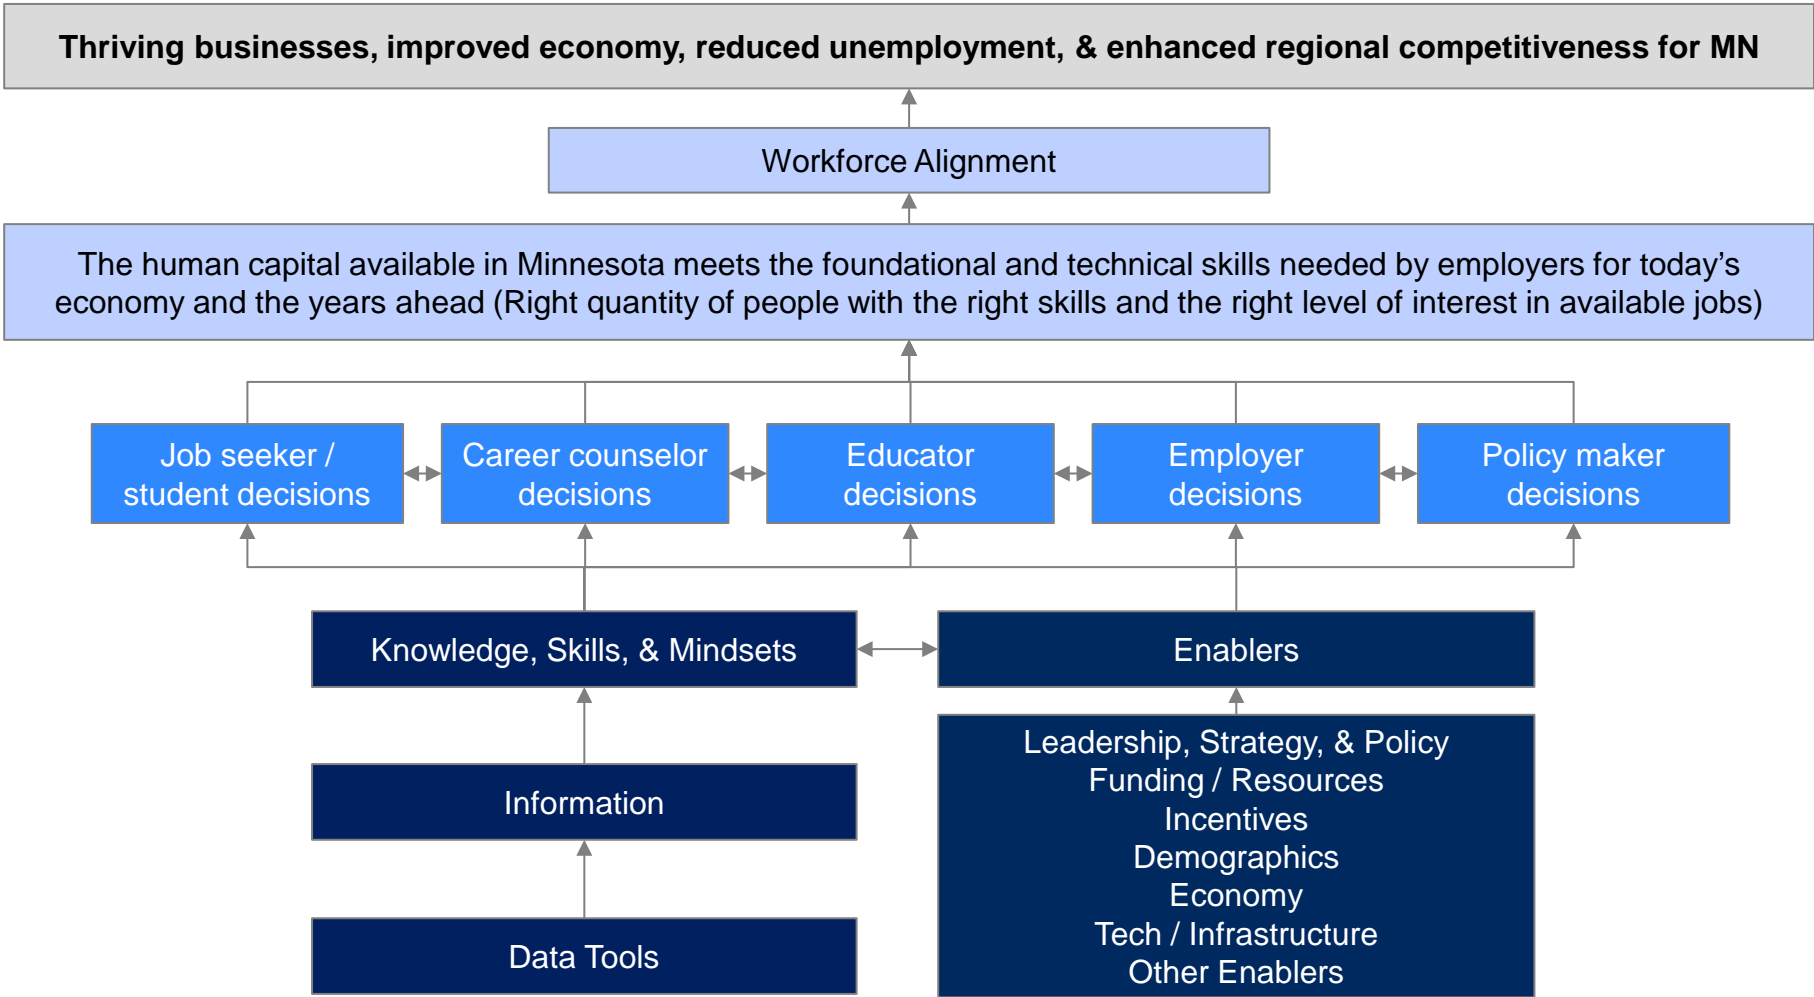 Thriving businesses, improved economy, reduced unemployment, & enhanced regional competitiveness for MN
Workforce Alignment
The human capital available in Minnesota meets the foundational and technical skills needed by employers for today’s
economy and the years ahead (Right quantity of people with the right skills and the right level of interest in available jobs)
Job seeker /
student decisions
Career counselor
decisions
Educator
decisions
Employer
decisions
Policy maker
decisions
Knowledge, Skills, & Mindsets
Enablers
Information
Data Tools
Leadership, Strategy, & Policy
Funding / Resources
Incentives
Demographics
Economy
Tech / Infrastructure
Other Enablers